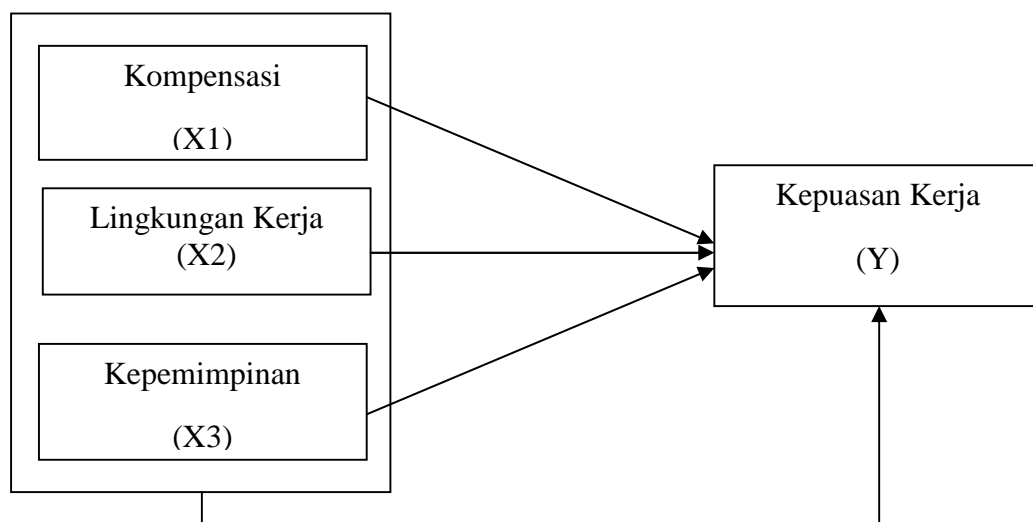 Kompensasi
(X1)
Lingkungan Kerja
(X2)
Kepemimpinan
(X3)
Kepuasan Kerja
(Y)